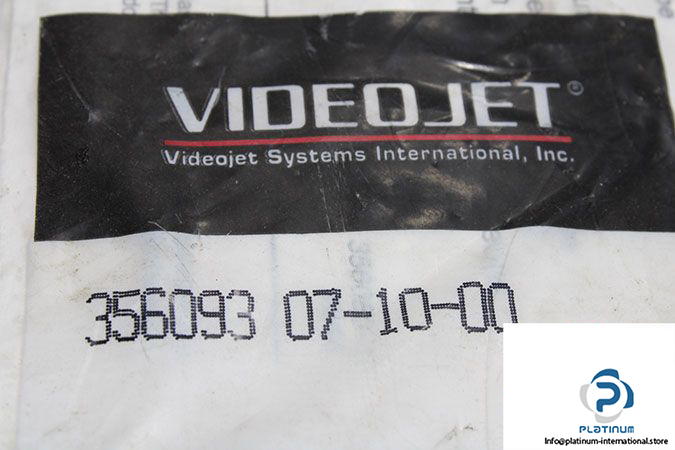 VIDEOJET®
Videojet Systems International, Inc.
356093 07-10-00
PLATINUM
Info@platinum-international.store